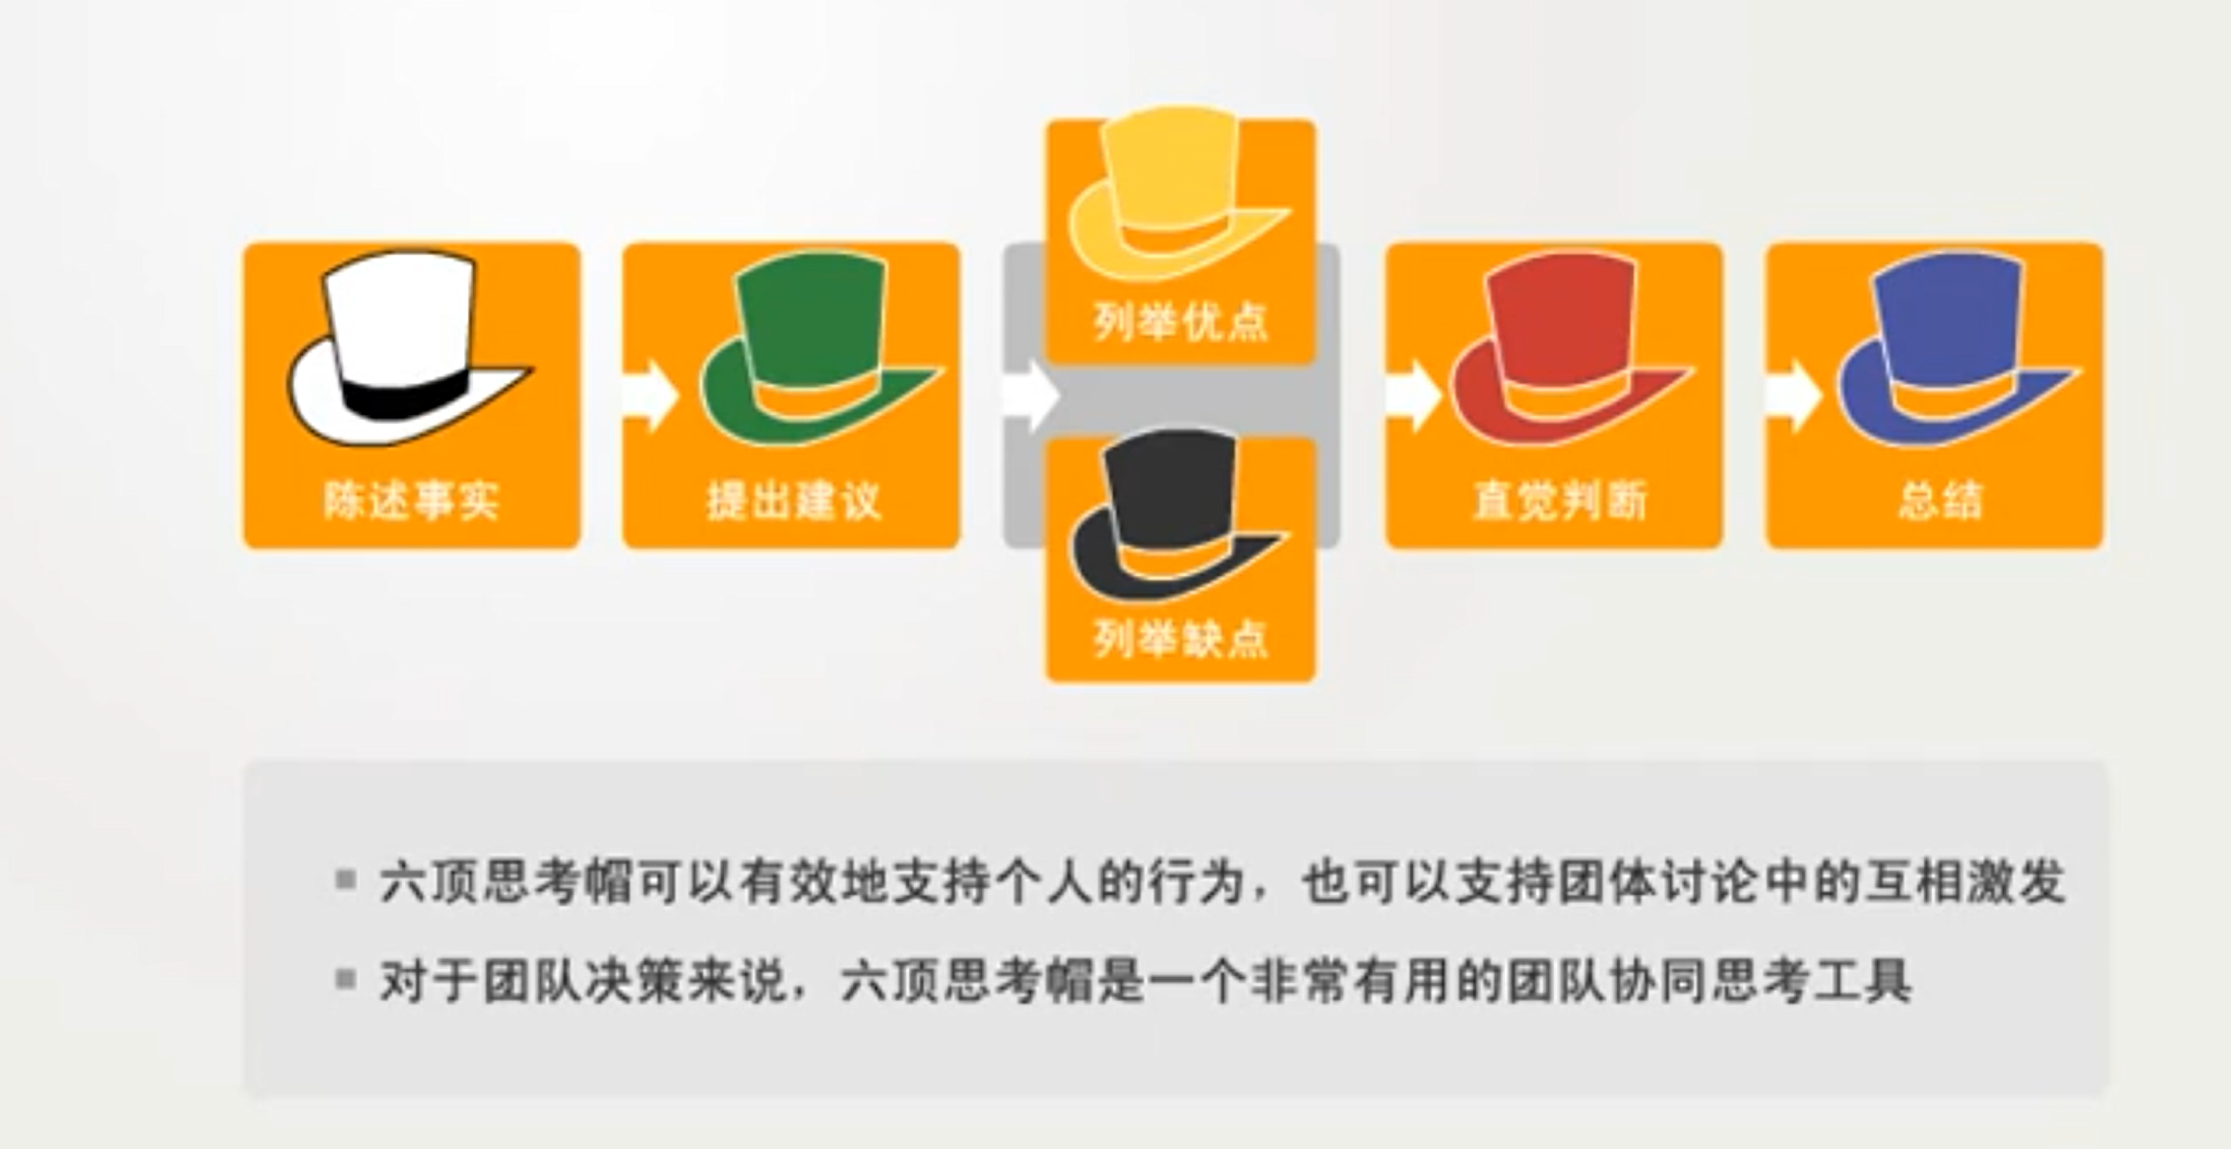 陈述事实
提出建议
列举优点
列举缺点
直觉判断
总结
六顶思考帽可以有效地支持个人的行为，也可以支持团体讨论中的互相激发
对于团队决策来说，六顶思考帽是一个非常有用的团队协同思考工具